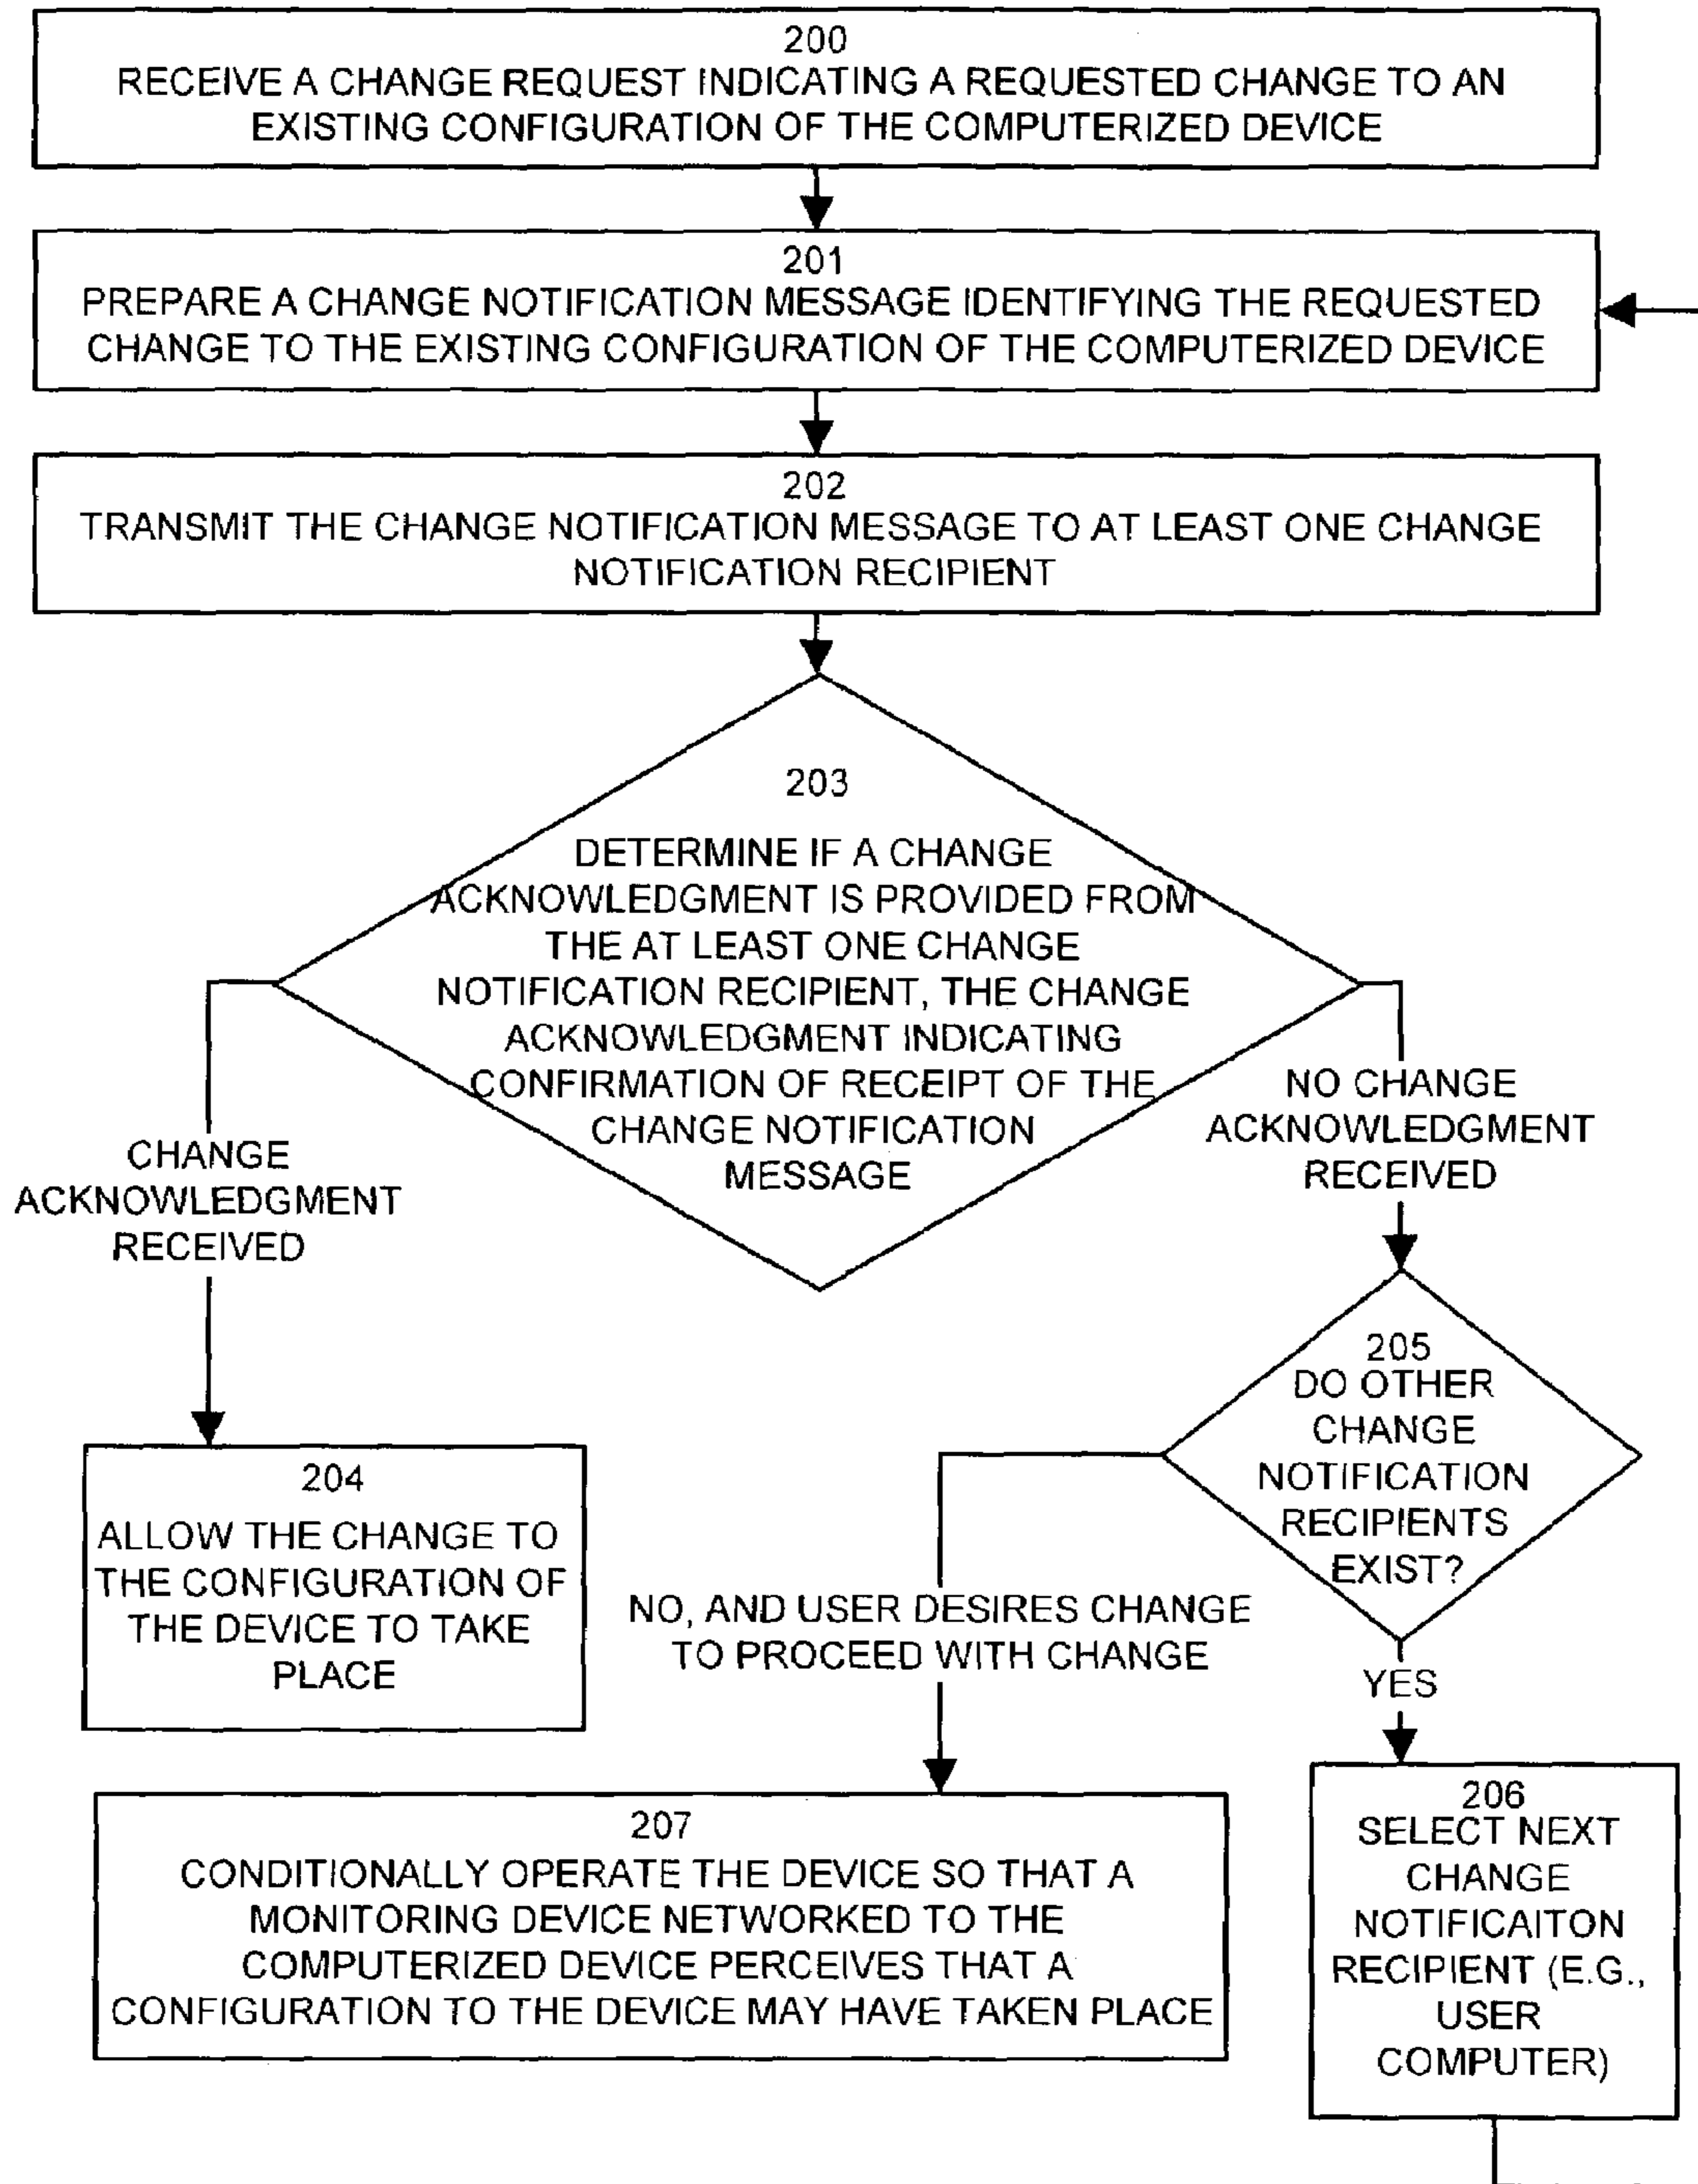 200
RECEIVE A CHANGE REQUEST INDICATING A REQUESTED CHANGE TO AN
EXISTING CONFIGURATION OF THE COMPUTERIZED DEVICE
201
PREPARE A CHANGE NOTIFICATION MESSAGE IDENTIFYING THE REQUESTED
CHANGE TO THE EXISTING CONFIGURATION OF THE COMPUTERIZED DEVICE
202
TRANSMIT THE CHANGE NOTIFICATION MESSAGE TO AT LEAST ONE CHANGE
NOTIFICATION RECIPIENT
203
DETERMINE IF A CHANGE
ACKNOWLEDGMENT IS PROVIDED FROM
THE AT LEAST ONE CHANGE
NOTIFICATION RECIPIENT, THE CHANGE
ACKNOWLEDGMENT INDICATING
CONFIRMATION OF RECEIPT OF THE
CHANGE NOTIFICATION
MESSAGE
CHANGE
ACKNOWLEDGMENT
RECEIVED
NO CHANGE
ACKNOWLEDGMENT
RECEIVED
204
ALLOW THE CHANGE TO
THE CONFIGURATION OF
THE DEVICE TO TAKE
PLACE
205
DO OTHER
CHANGE
NOTIFICATION
RECIPIENTS
EXIST?
NO, AND USER DESIRES CHANGE
TO PROCEED WITH CHANGE
YES
206
SELECT NEXT
CHANGE
NOTIFICAITON
RECIPIENT (E.G.,
USER
COMPUTER)
207
CONDITIONALLY OPERATE THE DEVICE SO THAT A
MONITORING DEVICE NETWORKED TO THE
COMPUTERIZED DEVICE PERCEIVES THAT A
CONFIGURATION TO THE DEVICE MAY HAVE TAKEN PLACE